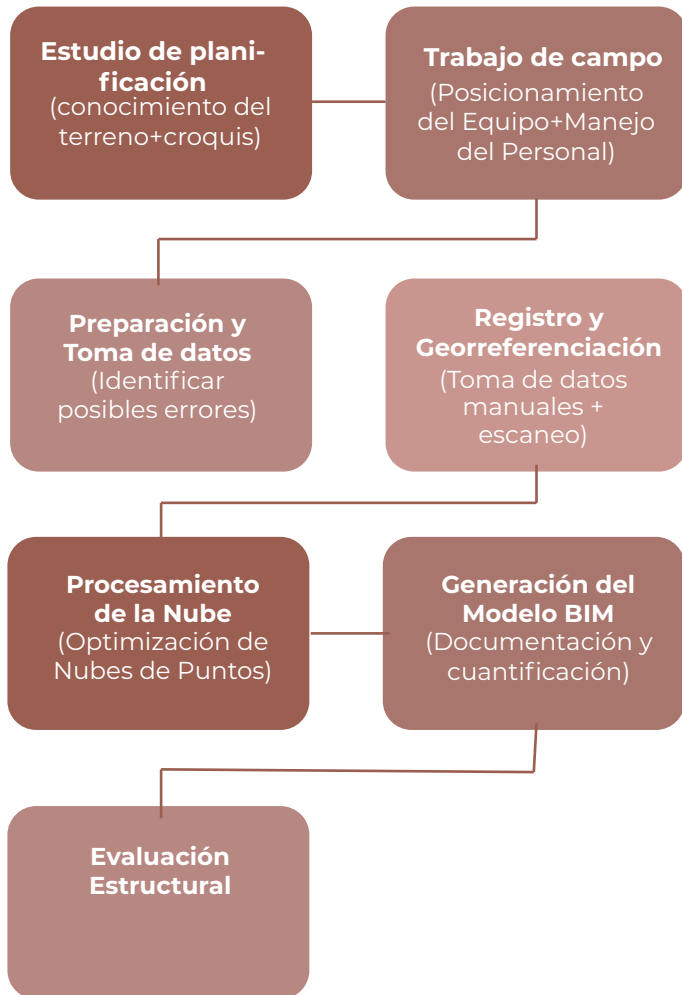 Estudio de plani-
ficación
(conocimiento del
terreno+croquis)
Trabajo de campo
(Posicionamiento
del Equipo+Manejo
del Personal)
Preparación y
Toma de datos
(Identificar
posibles errores)
Registro y
Georreferenciación
(Toma de datos
manuales +
escaneo)
Procesamiento
de la Nube
(Optimización de
Nubes de Puntos)
Generación del
Modelo BIM
(Documentación y
cuantificación)
Evaluación
Estructural